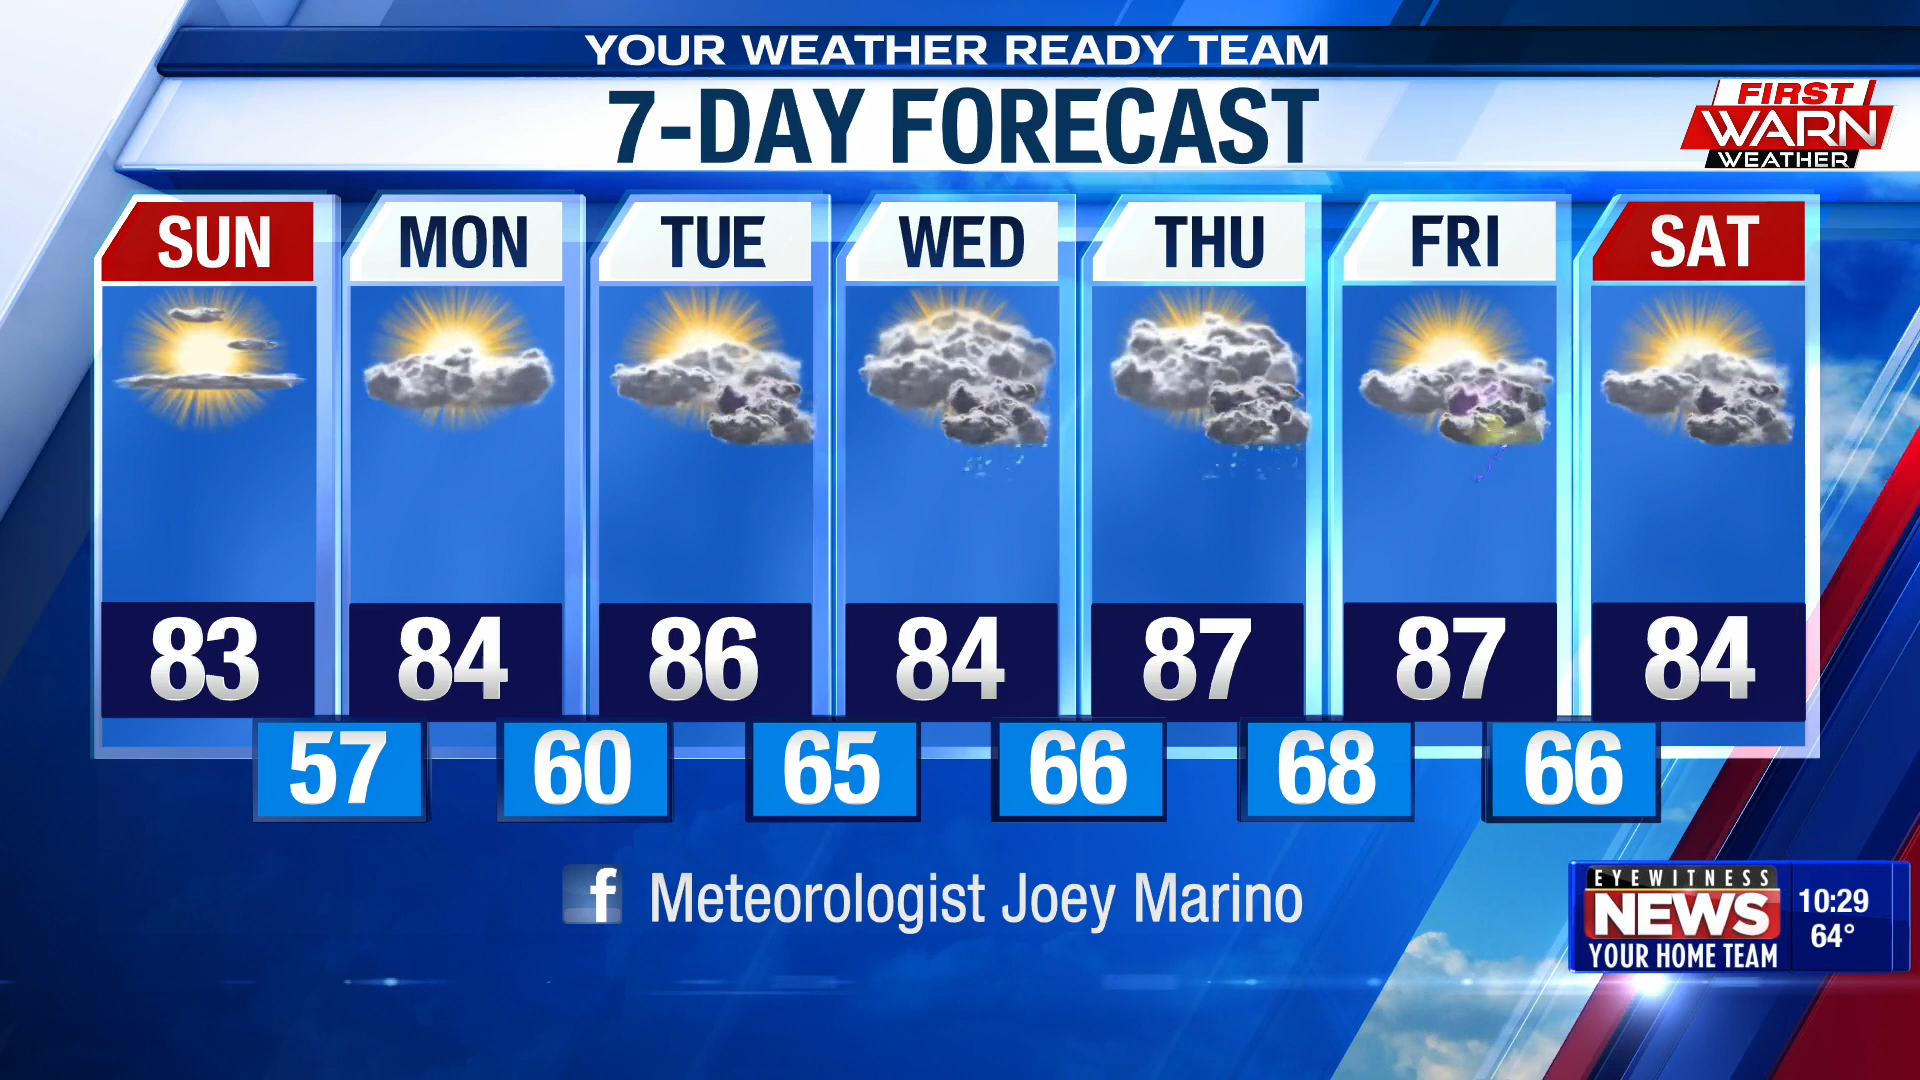 YOUR WEATHER READY TEAM
7-DAY FORECAST
FIRST
WARN
WEATHER
SUN MON TUE WED THU FRI SAT
83 84 86 84 87 87 84
57 60 65 66 68 66
f Meteorologist Joey Marino
EYEWITNESS
NEWS
YOUR HOME TEAM
10:29
64°